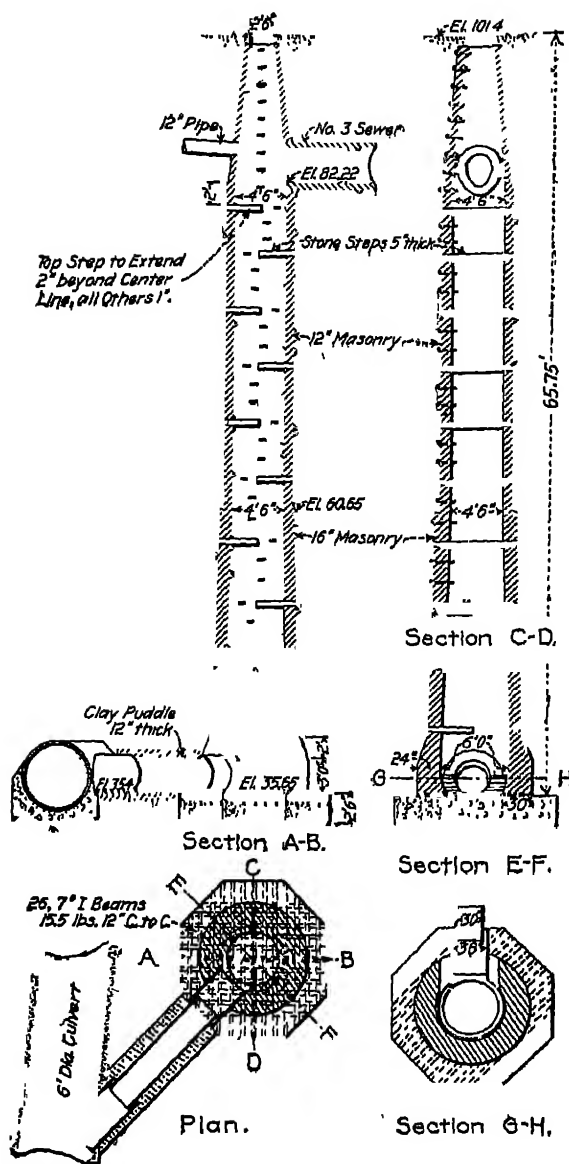 26"
El. 101.4
12" Pipe
No. 3 Sewer
El. 82.22
4'6"
4'6"
Top Step to Extend
2" beyond Center
Line, all Others 1".
Stone Steps 5" thick
12" Masonry
65.75'
4'6"
El. 60.65
4'6"
16" Masonry
Section C-D.
Clay Puddle
12" thick
El. 35.65
Section A-B.
24"
6'0"
G
H
30"
Section E-F.
26, 7" I Beams
15.5 lbs. 12" C. to C.
A
B
C
D
E
F
6' Dia Culvert
Plan.
30"
Section G-H.